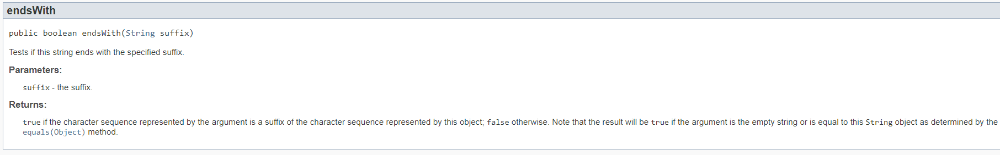 endsWith
public boolean endsWith(String suffix)
Tests if this string ends with the specified suffix.
Parameters:
suffix - the suffix.
Returns:
true if the character sequence represented by the argument is a suffix of the character sequence represented by this object; false otherwise. Note that the result will be true if the argument is the empty string or is equal to this String object as determined by the
equals(Object) method.